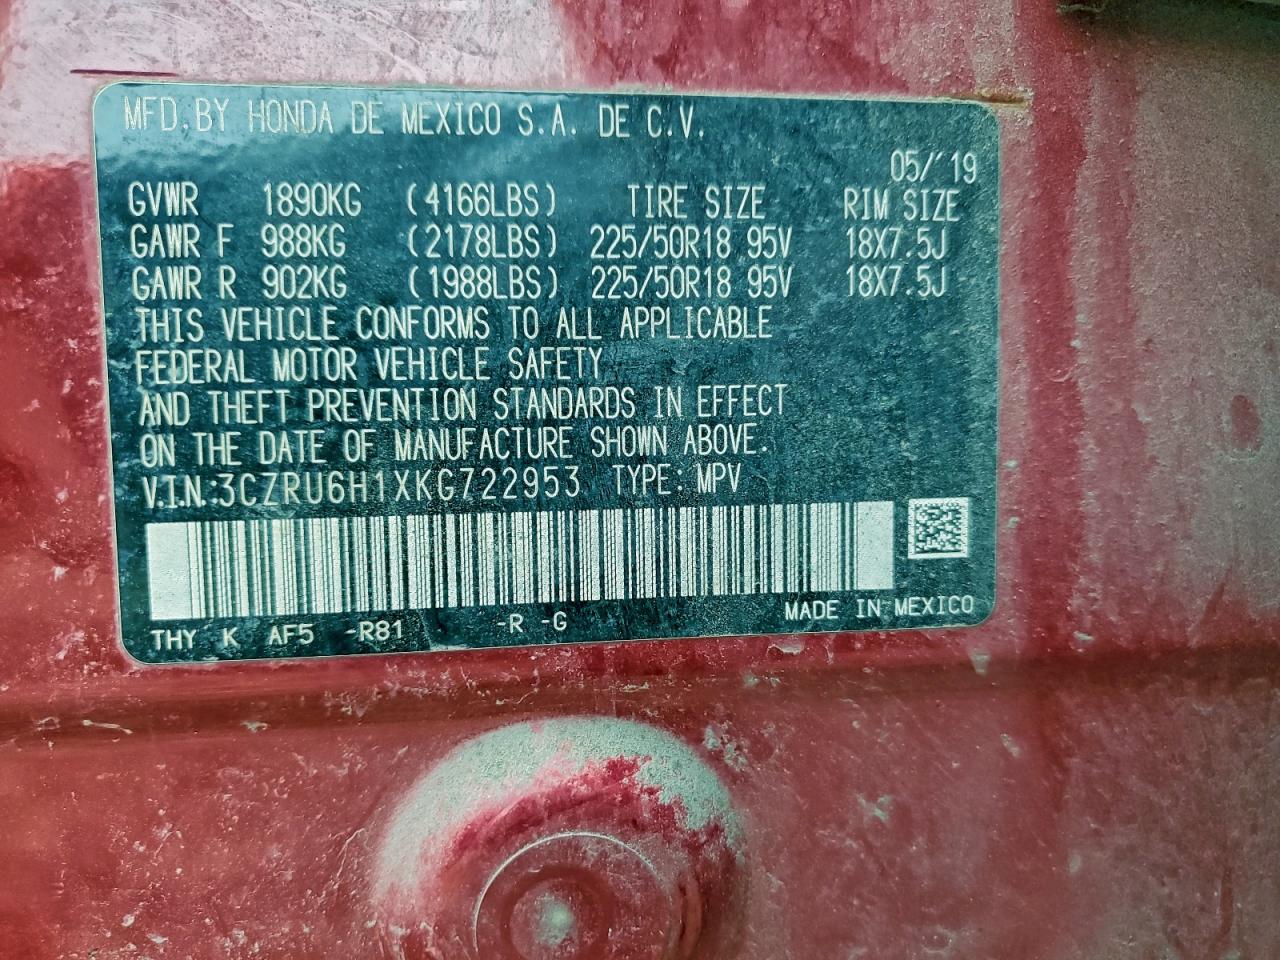 MFD.BY HONDA DE MEXICO S.A. DE C.V.
05/'19
GVWR 1890KG (4166LBS) TIRE SIZE RIM SIZE
GAWR F 988KG (2178LBS) 225/50R18 95V 18X7.5J
GAWR R 902KG (1988LBS) 225/50R18 95V 18X7.5J
THIS VEHICLE CONFORMS TO ALL APPLICABLE
FEDERAL MOTOR VEHICLE SAFETY
AND THEFT PREVENTION STANDARDS IN EFFECT
ON THE DATE OF MANUFACTURE SHOWN ABOVE.
V.I.N.:3CZRU6H1XKG722953 TYPE: MPV
MADE IN MEXICO
THY K AF5 -R81 -R -G